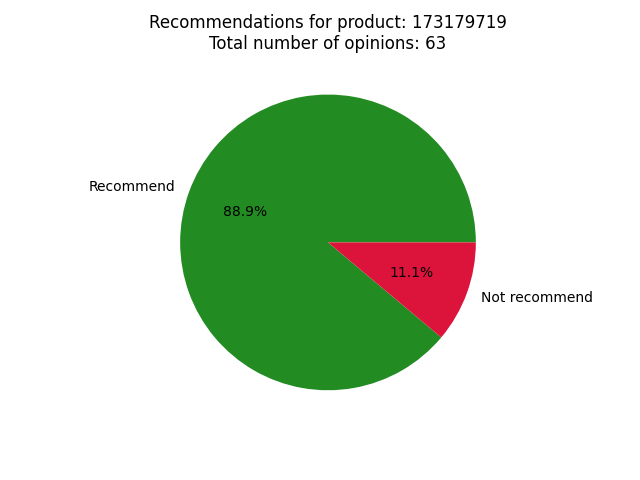 Recommendations for product: 173179719
Total number of opinions: 63
Recommend
88.9%
11.1%
Not recommend